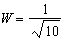 W = 1/√10